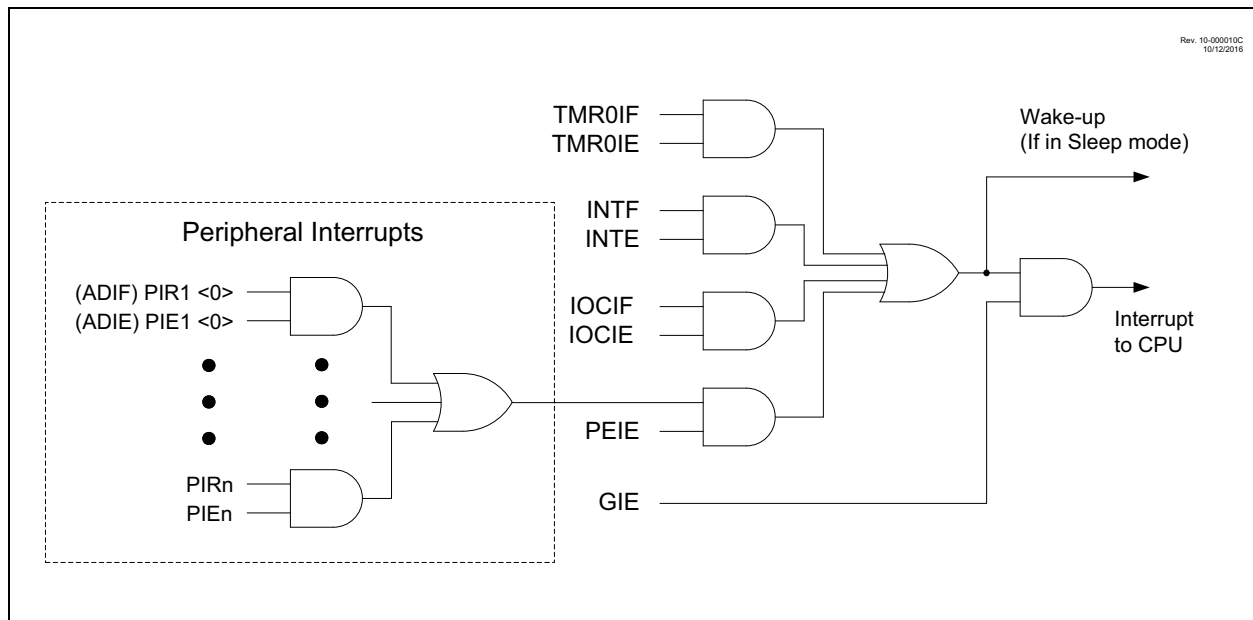 Rev. 10-000010C
10/12/2016
TMR0IF
TMR0IE
Wake-up
(If in Sleep mode)
INTF
INTE
Peripheral Interrupts
(ADIF) PIR1 <0>
(ADIE) PIE1 <0>
IOCIF
IOCIE
Interrupt
to CPU
PEIE
PIRn
PIEn
GIE